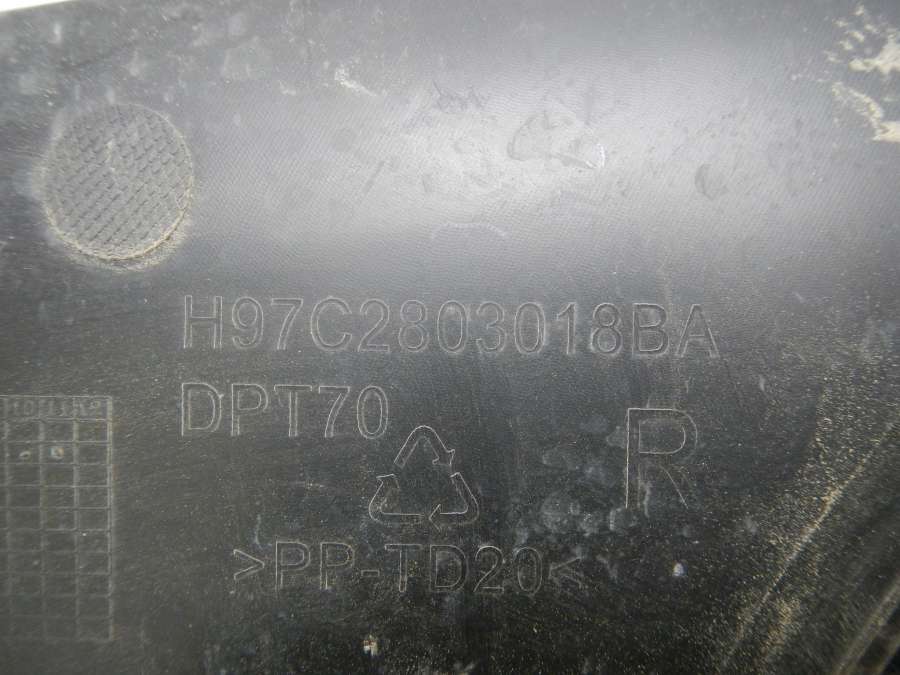 H97C2803018BA
DPT70
R
>PP-TD20<